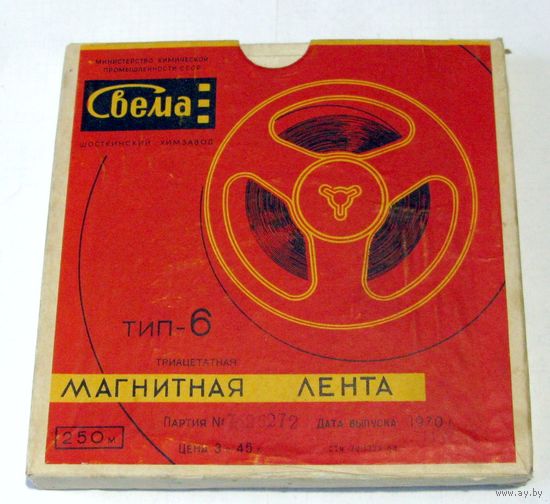 МИНИСТЕРСТВО ХИМИЧЕСКОЙ
ПРОМЫШЛЕННОСТИ СССР
Свема
ШОСТКИНСКИЙ ХИМЗАВОД
ТИП-6
ТРИАЦЕТАТНАЯ
МАГНИТНАЯ ЛЕНТА
ПАРТИЯ № ДАТА ВЫПУСКА 1970 г.
250м
ЦЕНА 3-45к
www.ay.by